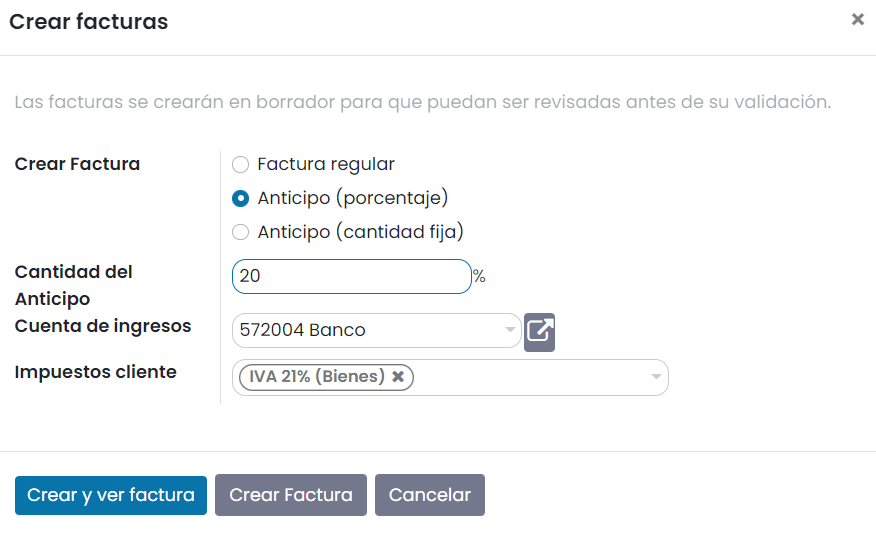 Crear facturas
Las facturas se crearán en borrador para que puedan ser revisadas antes de su validación.
Crear Factura
Factura regular
Anticipo (porcentaje)
Anticipo (cantidad fija)
Cantidad del
Anticipo
20 %
Cuenta de ingresos
572004 Banco
Impuestos cliente
IVA 21% (Bienes)
Crear y ver factura
Crear Factura
Cancelar